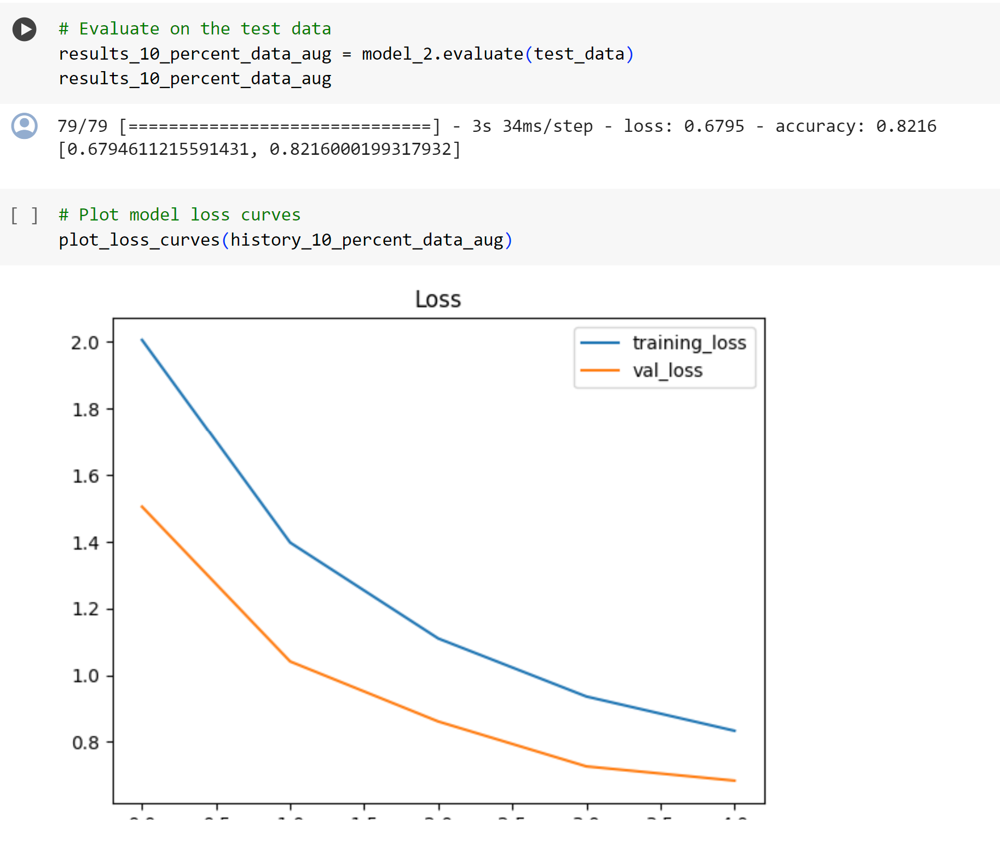 # Evaluate on the test data
results_10_percent_data_aug = model_2.evaluate(test_data)
results_10_percent_data_aug
79/79 [==============================] - 3s 34ms/step - loss: 0.6795 - accuracy: 0.8216
[0.6794611215591431, 0.8216000199317932]
[ ] # Plot model loss curves
plot_loss_curves(history_10_percent_data_aug)
Loss
training_loss
val_loss
2.0
1.8
1.6
1.4
1.2
1.0
0.8